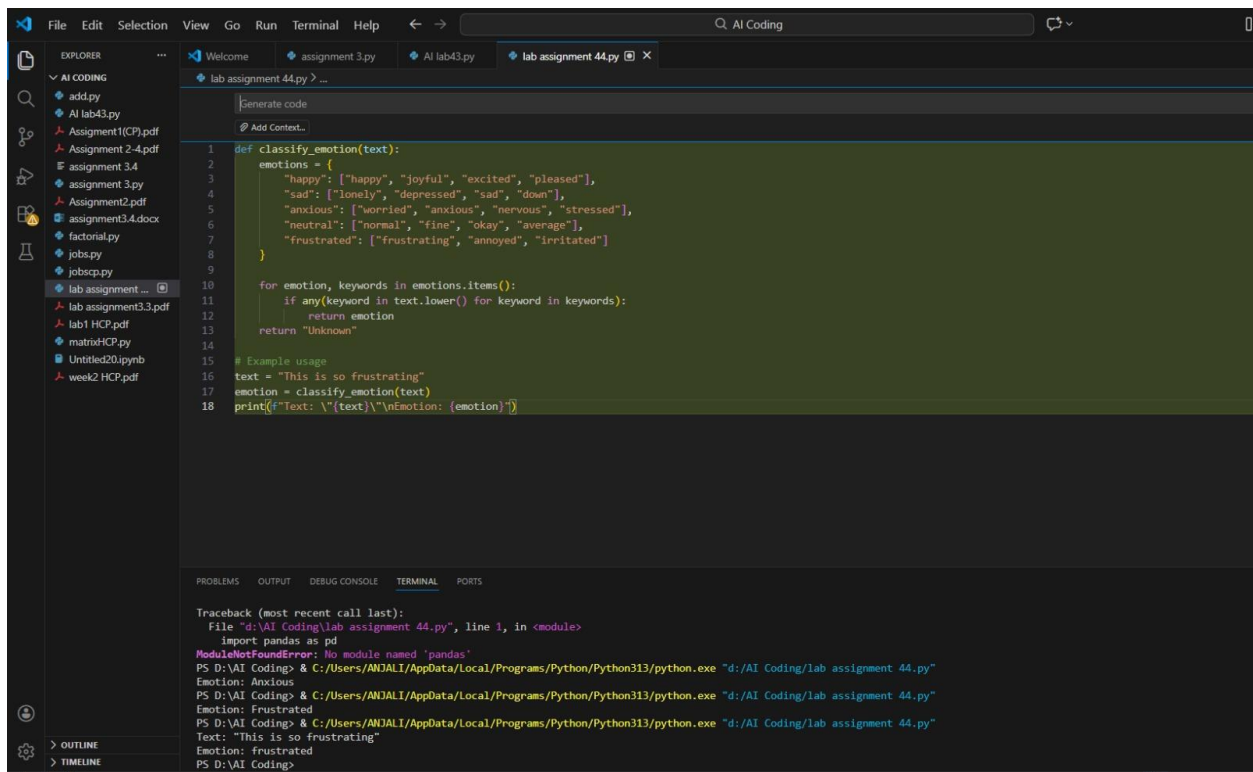 File Edit Selection View Go Run Terminal Help
AI Coding
EXPLORER
Welcome
assignment 3.py
AI lab43.py
lab assignment 44.py
AI CODING
add.py
AI lab43.py
Assigment1(CP).pdf
Assignment 2-4.pdf
assignment 3.4
assignment 3.py
Assignment2.pdf
assignment3.4.docx
factorial.py
jobs.py
jobscp.py
lab assignment ...
lab assignment3.3.pdf
lab1 HCP.pdf
matrixHCP.py
Untitled20.ipynb
week2 HCP.pdf
OUTLINE
TIMELINE
lab assignment 44.py > ...
Generate code
Add Context...
1 def classify_emotion(text):
2     emotions = {
3         "happy": ["happy", "joyful", "excited", "pleased"],
4         "sad": ["lonely", "depressed", "sad", "down"],
5         "anxious": ["worried", "anxious", "nervous", "stressed"],
6         "neutral": ["normal", "fine", "okay", "average"],
7         "frustrated": ["frustrating", "annoyed", "irritated"]
8     }
9
10     for emotion, keywords in emotions.items():
11         if any(keyword in text.lower() for keyword in keywords):
12             return emotion
13     return "Unknown"
14
15 # Example usage
16 text = "This is so frustrating"
17 emotion = classify_emotion(text)
18 print(f"Text: \"{text}\"\nEmotion: {emotion}")
PROBLEMS OUTPUT DEBUG CONSOLE TERMINAL PORTS
Traceback (most recent call last):
  File "d:\AI Coding\lab assignment 44.py", line 1, in <module>
    import pandas as pd
ModuleNotFoundError: No module named 'pandas'
PS D:\AI Coding> & C:/Users/ANJALI/AppData/Local/Programs/Python/Python313/python.exe "d:/AI Coding/lab assignment 44.py"
Emotion: Anxious
PS D:\AI Coding> & C:/Users/ANJALI/AppData/Local/Programs/Python/Python313/python.exe "d:/AI Coding/lab assignment 44.py"
Emotion: Frustrated
PS D:\AI Coding> & C:/Users/ANJALI/AppData/Local/Programs/Python/Python313/python.exe "d:/AI Coding/lab assignment 44.py"
Text: "This is so frustrating"
Emotion: frustrated
PS D:\AI Coding>